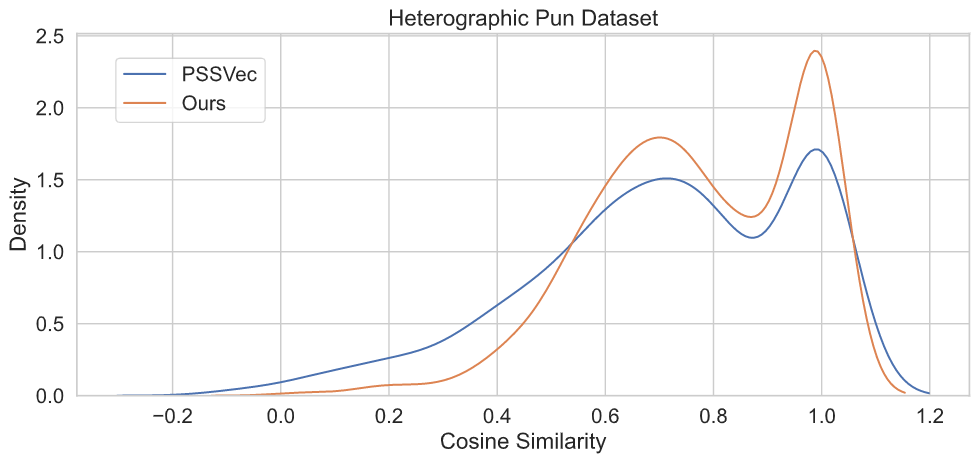 Heterographic Pun Dataset
PSSVec
Ours
Density
2.5
2.0
1.5
1.0
0.5
0.0
−0.2 0.0 0.2 0.4 0.6 0.8 1.0 1.2
Cosine Similarity